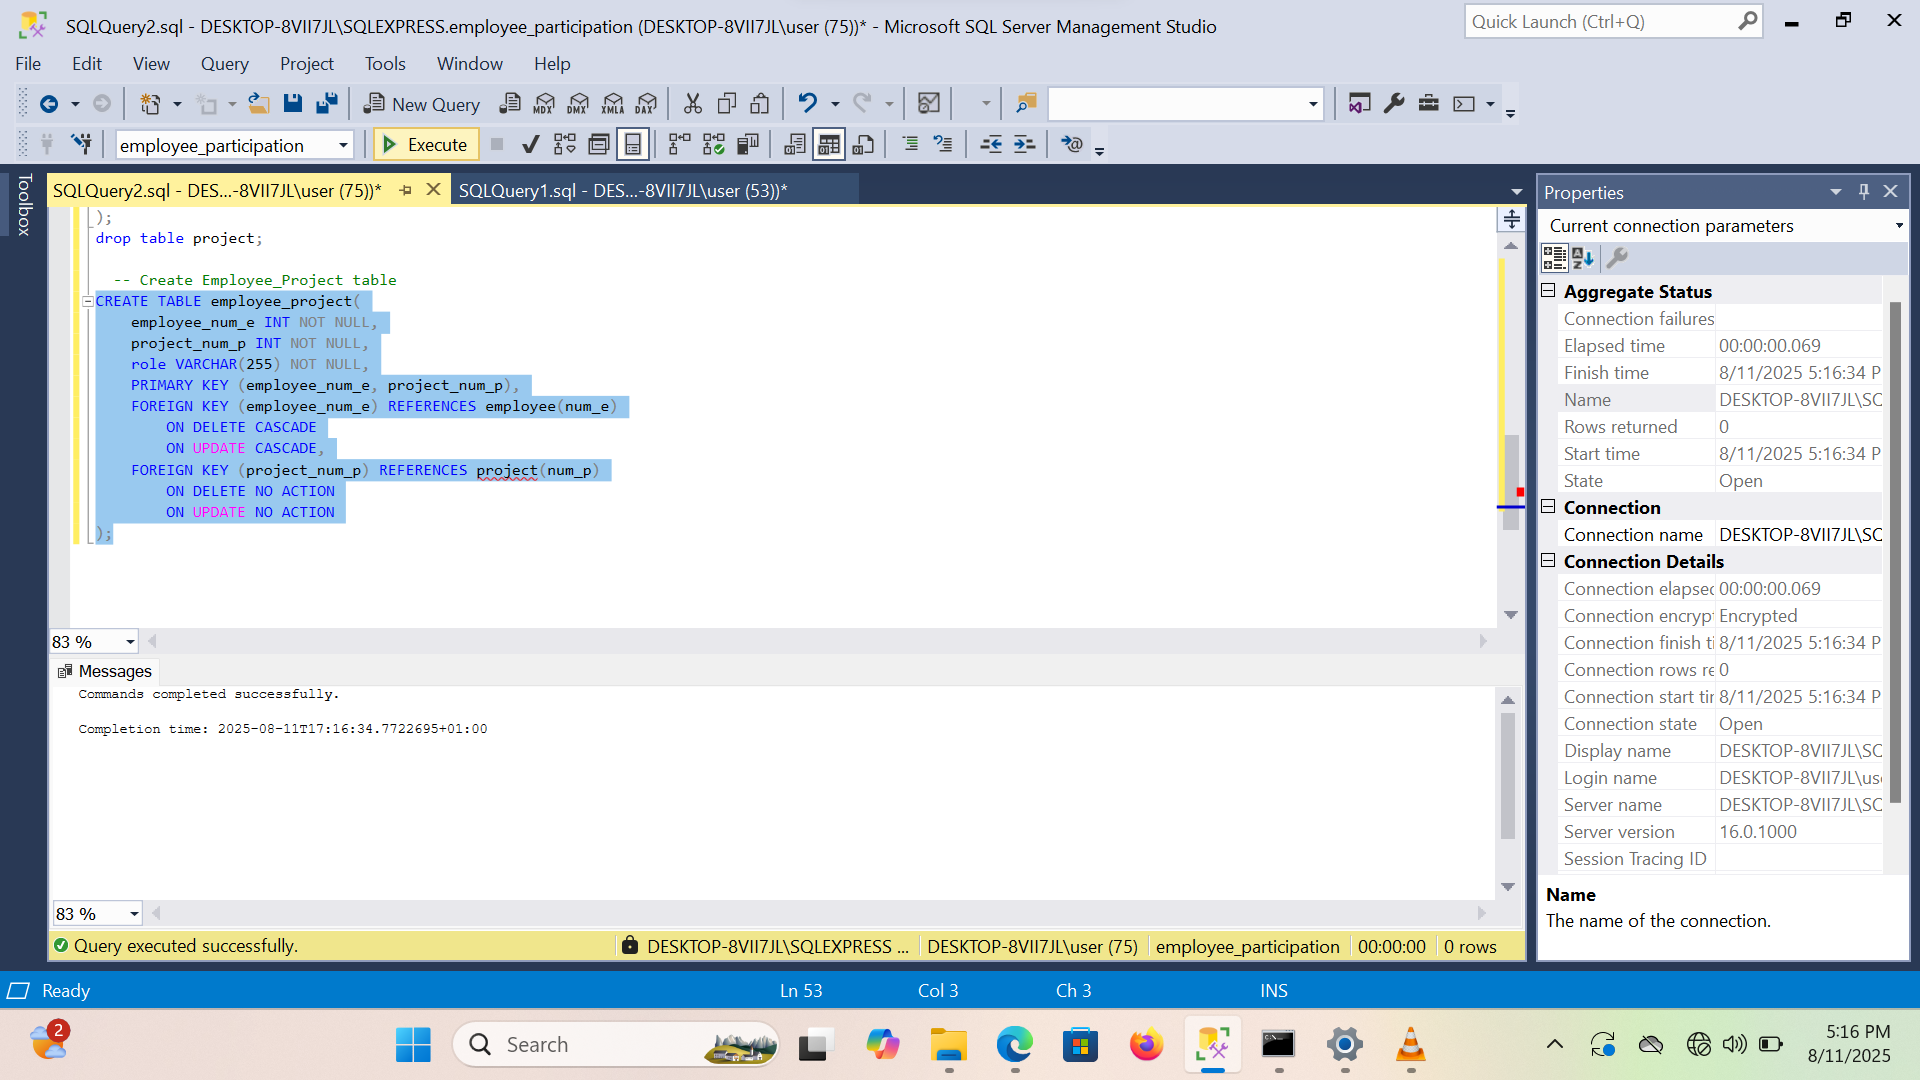 SQLQuery2.sql - DESKTOP-8VII7JL\SQLEXPRESS.employee_participation (DESKTOP-8VII7JL\user (75))* - Microsoft SQL Server Management Studio
Quick Launch (Ctrl+Q)
File Edit View Query Project Tools Window Help
New Query MDX DMX XMLA DAX
employee_participation Execute
Toolbox
SQLQuery2.sql - DES...-8VII7JL\user (75))* SQLQuery1.sql - DES...-8VII7JL\user (53))*
);
drop table project;
-- Create Employee_Project table
CREATE TABLE employee_project(
employee_num_e INT NOT NULL,
project_num_p INT NOT NULL,
role VARCHAR(255) NOT NULL,
PRIMARY KEY (employee_num_e, project_num_p),
FOREIGN KEY (employee_num_e) REFERENCES employee(num_e)
ON DELETE CASCADE
ON UPDATE CASCADE,
FOREIGN KEY (project_num_p) REFERENCES project(num_p)
ON DELETE NO ACTION
ON UPDATE NO ACTION
);
83 %
Messages
Commands completed successfully.
Completion time: 2025-08-11T17:16:34.7722695+01:00
83 %
Query executed successfully. DESKTOP-8VII7JL\SQLEXPRESS ... DESKTOP-8VII7JL\user (75) employee_participation 00:00:00 0 rows
Properties
Current connection parameters
Aggregate Status
Connection failures
Elapsed time 00:00:00.069
Finish time 8/11/2025 5:16:34 P
Name DESKTOP-8VII7JL\SQ
Rows returned 0
Start time 8/11/2025 5:16:34 P
State Open
Connection
Connection name DESKTOP-8VII7JL\SQ
Connection Details
Connection elapsed 00:00:00.069
Connection encryp Encrypted
Connection finish ti 8/11/2025 5:16:34 P
Connection rows re 0
Connection start tir 8/11/2025 5:16:34 P
Connection state Open
Display name DESKTOP-8VII7JL\SQ
Login name DESKTOP-8VII7JL\use
Server name DESKTOP-8VII7JL\SQ
Server version 16.0.1000
Session Tracing ID
Name
The name of the connection.
Ready Ln 53 Col 3 Ch 3 INS
2
Search
5:16 PM
8/11/2025